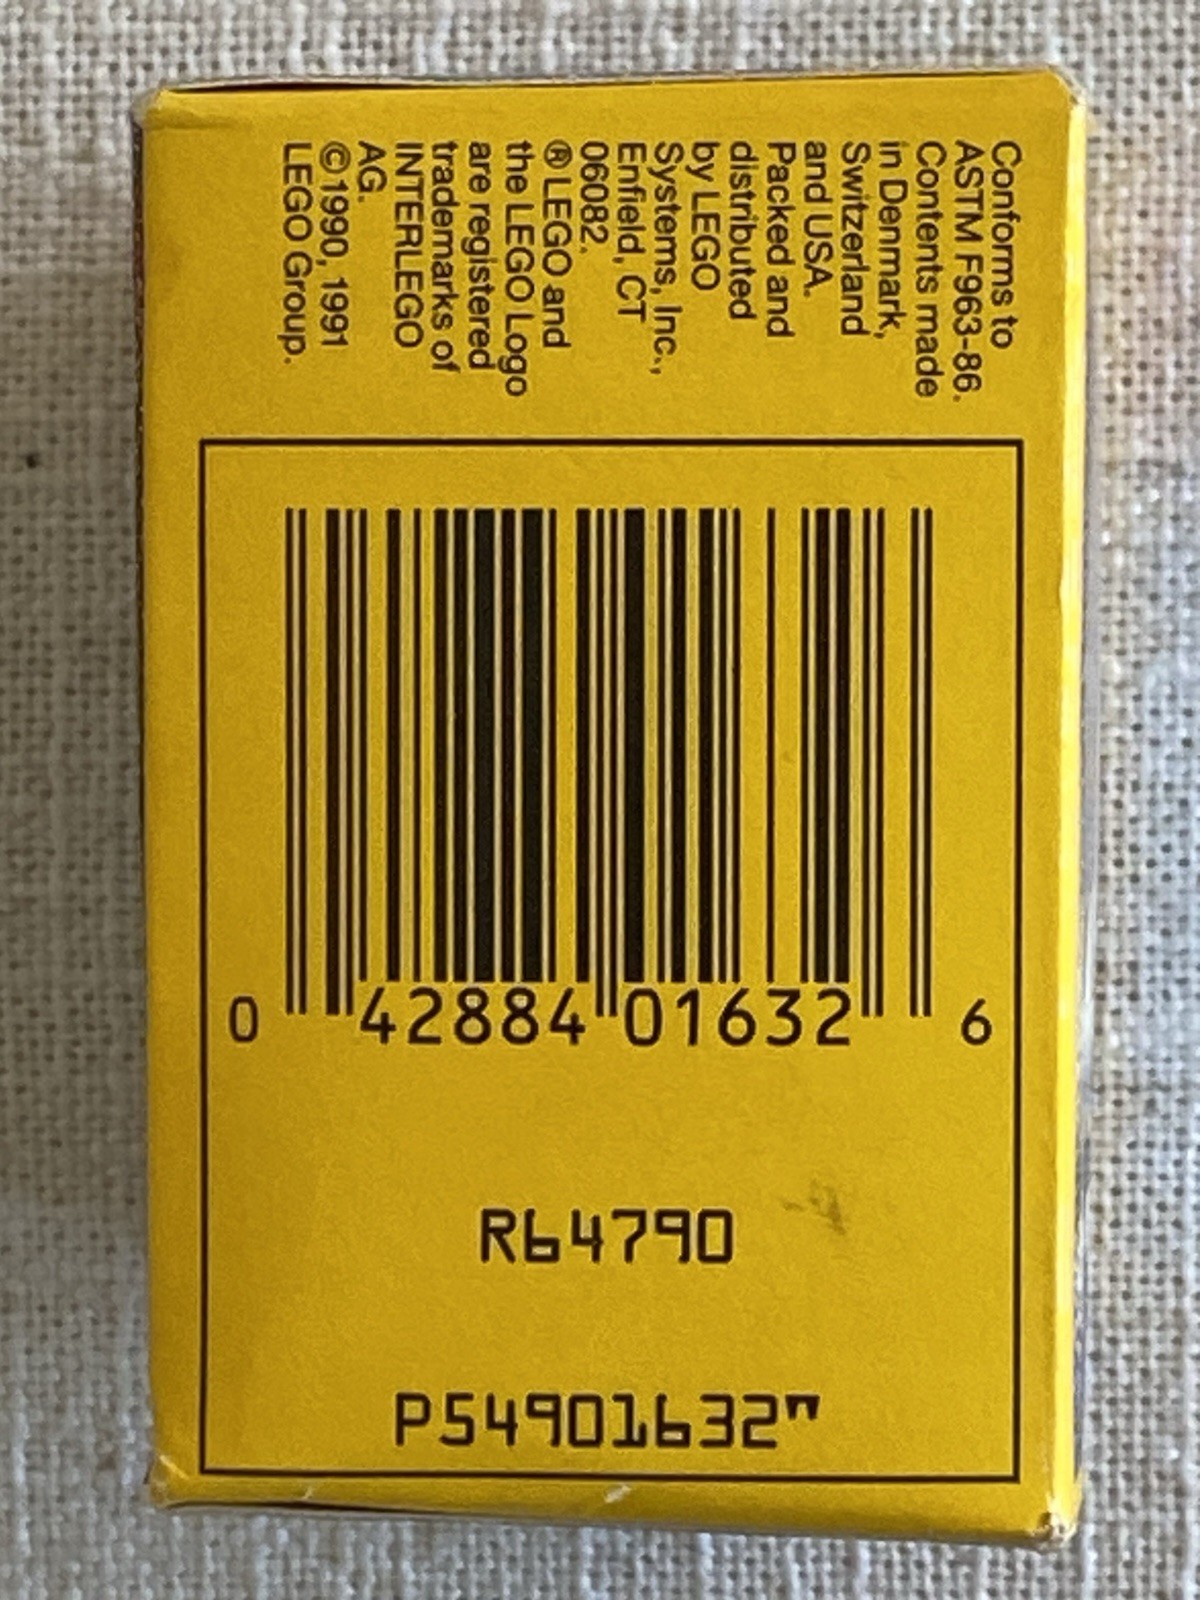 Conforms to
ASTM F963-86.
Contents made
in Denmark,
Switzerland
and USA.
Packed and
distributed
by LEGO
Systems, Inc.,
Enfield, CT
06082.
® LEGO and
the LEGO Logo
are registered
trademarks of
INTERLEGO
AG.
©1990, 1991
LEGO Group.
0 42884 01632 6
R64790
P54901632"